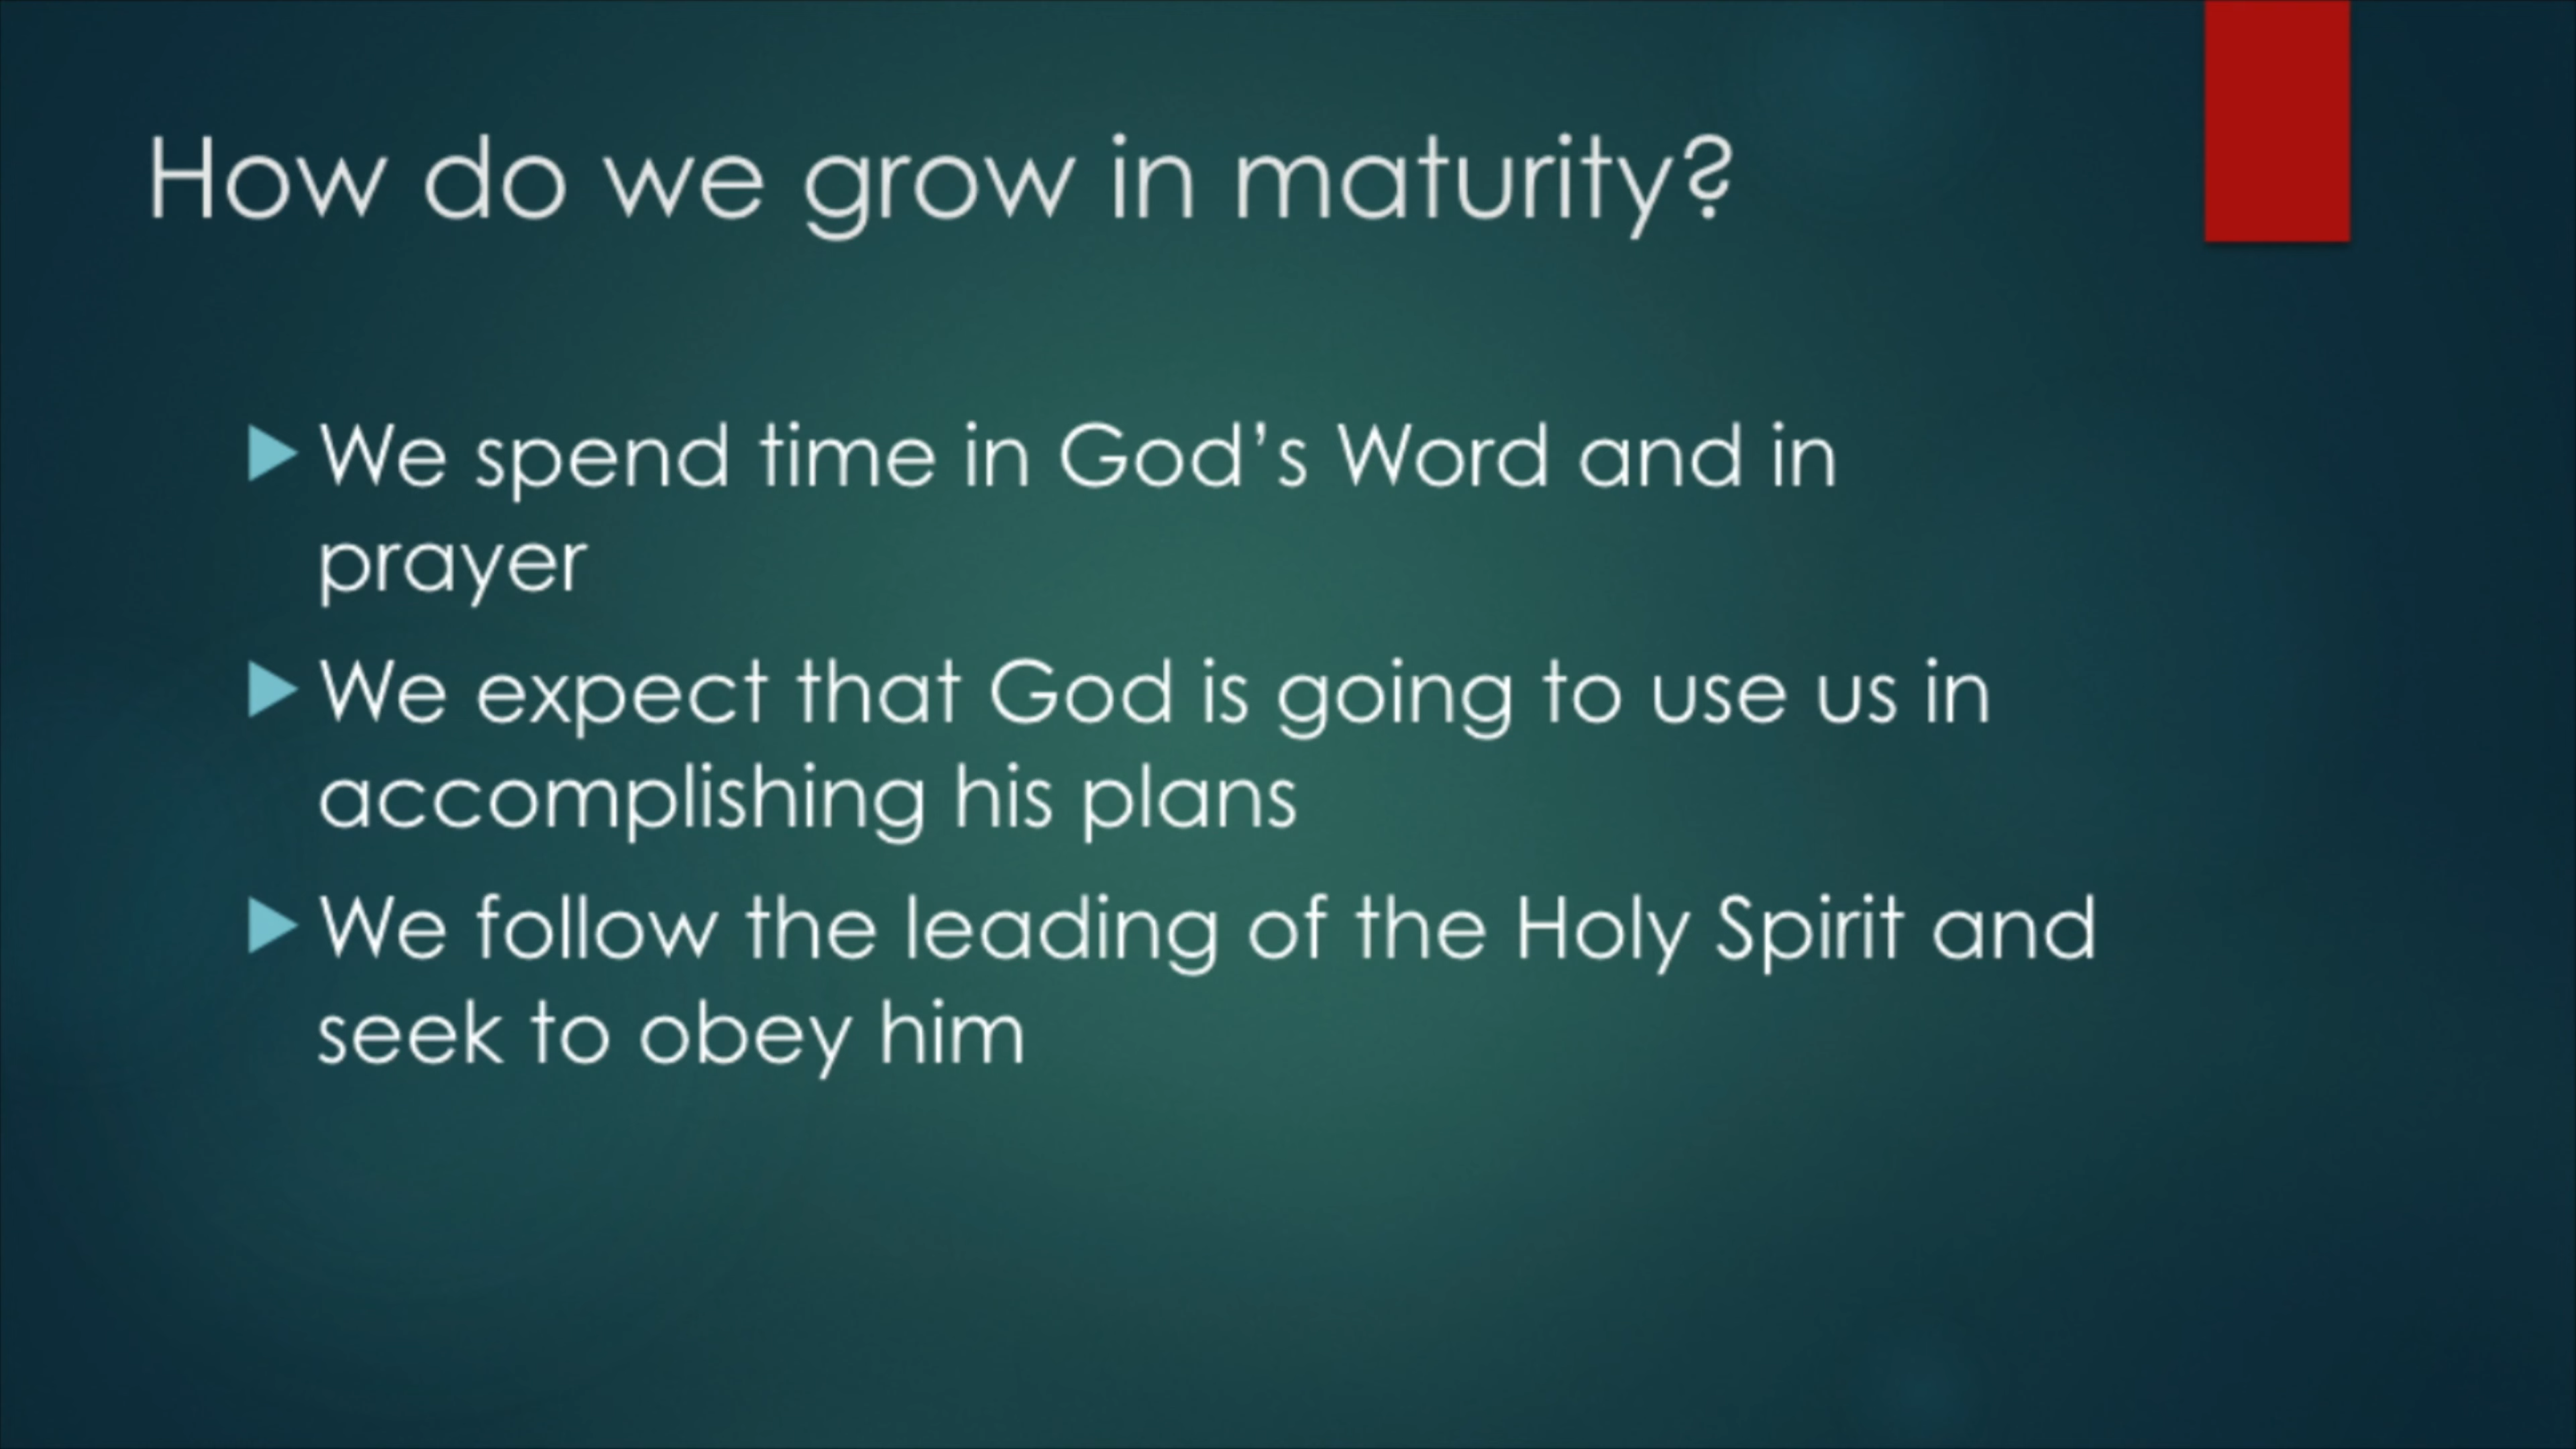 How do we grow in maturity?
We spend time in God’s Word and in
prayer
We expect that God is going to use us in
accomplishing his plans
We follow the leading of the Holy Spirit and
seek to obey him